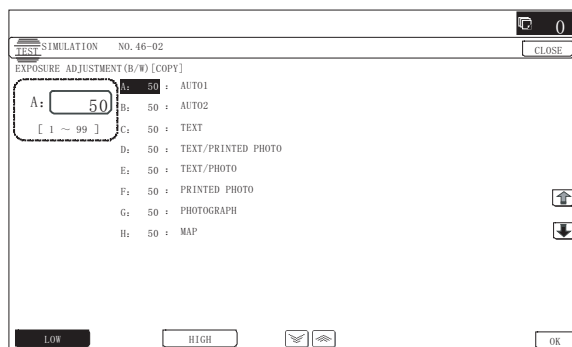 0
TEST SIMULATION NO.46-02
CLOSE
EXPOSURE ADJUSTMENT(B/W)[COPY]
A: 50
[ 1 ~ 99 ]
A: 50 : AUTO1
B: 50 : AUTO2
C: 50 : TEXT
D: 50 : TEXT/PRINTED PHOTO
E: 50 : TEXT/PHOTO
F: 50 : PRINTED PHOTO
G: 50 : PHOTOGRAPH
H: 50 : MAP
LOW
HIGH
OK